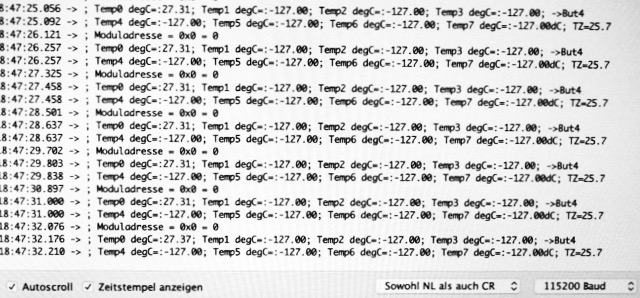 8:47:25.056 -> ; Temp0 degC=:27.31; Temp1 degC=:-127.00; Temp2 degC=:-127.00; Temp3 degC=:-127.00; ->But4
8:47:25.092 -> ; Temp4 degC=:-127.00; Temp5 degC=:-127.00; Temp6 degC=:-127.00; Temp7 degC=:-127.00dC; TZ=25.7
8:47:26.121 -> ; Moduladresse = 0x0 = 0
8:47:26.257 -> ; Temp0 degC=:27.31; Temp1 degC=:-127.00; Temp2 degC=:-127.00; Temp3 degC=:-127.00; ->But4
8:47:26.257 -> ; Temp4 degC=:-127.00; Temp5 degC=:-127.00; Temp6 degC=:-127.00; Temp7 degC=:-127.00dC; TZ=25.7
8:47:27.325 -> ; Moduladresse = 0x0 = 0
8:47:27.458 -> ; Temp0 degC=:27.31; Temp1 degC=:-127.00; Temp2 degC=:-127.00; Temp3 degC=:-127.00; ->But4
8:47:27.458 -> ; Temp4 degC=:-127.00; Temp5 degC=:-127.00; Temp6 degC=:-127.00; Temp7 degC=:-127.00dC; TZ=25.7
8:47:28.501 -> ; Moduladresse = 0x0 = 0
8:47:28.637 -> ; Temp0 degC=:27.31; Temp1 degC=:-127.00; Temp2 degC=:-127.00; Temp3 degC=:-127.00; ->But4
8:47:28.637 -> ; Temp4 degC=:-127.00; Temp5 degC=:-127.00; Temp6 degC=:-127.00; Temp7 degC=:-127.00dC; TZ=25.7
8:47:29.702 -> ; Moduladresse = 0x0 = 0
8:47:29.803 -> ; Temp0 degC=:27.31; Temp1 degC=:-127.00; Temp2 degC=:-127.00; Temp3 degC=:-127.00; ->But4
8:47:29.838 -> ; Temp4 degC=:-127.00; Temp5 degC=:-127.00; Temp6 degC=:-127.00; Temp7 degC=:-127.00dC; TZ=25.7
18:47:30.897 -> ; Moduladresse = 0x0 = 0
18:47:31.000 -> ; Temp0 degC=:27.31; Temp1 degC=:-127.00; Temp2 degC=:-127.00; Temp3 degC=:-127.00; ->But4
18:47:31.000 -> ; Temp4 degC=:-127.00; Temp5 degC=:-127.00; Temp6 degC=:-127.00; Temp7 degC=:-127.00dC; TZ=25.7
18:47:32.076 -> ; Moduladresse = 0x0 = 0
18:47:32.176 -> ; Temp0 degC=:27.37; Temp1 degC=:-127.00; Temp2 degC=:-127.00; Temp3 degC=:-127.00; ->But4
18:47:32.210 -> ; Temp4 degC=:-127.00; Temp5 degC=:-127.00; Temp6 degC=:-127.00; Temp7 degC=:-127.00dC; TZ=25.7
Autoscroll Zeitstempel anzeigen Sowohl NL als auch CR 115200 Baud